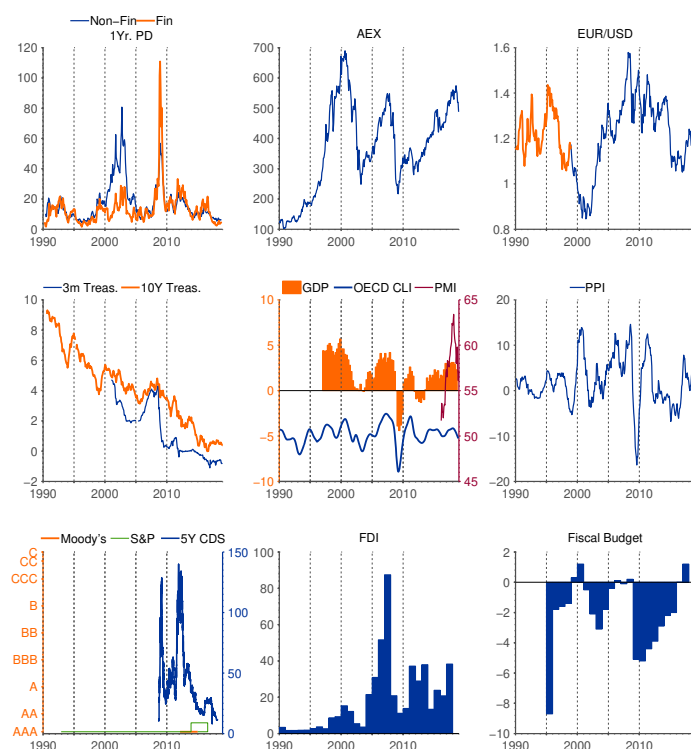 Non−Fin Fin
1Yr. PD
120
100
80
60
40
20
0
1990 2000 2010
AEX
700
600
500
400
300
200
100
1990 2000 2010
EUR/USD
1.6
1.4
1.2
1
0.8
1990 2000 2010
3m Treas. 10Y Treas.
10
8
6
4
2
0
−2
1990 2000 2010
GDP OECD CLI PMI
10 65
5 60
0 55
−5 50
−10 45
1990 2000 2010
PPI
20
10
0
−10
−20
1990 2000 2010
Moody's S&P 5Y CDS
C 150
CC
CCC
B 100
BB
BBB 50
A
AA
AAA 0
1990 2000 2010
FDI
100
80
60
40
20
0
1990 2000 2010
Fiscal Budget
2
0
−2
−4
−6
−8
−10
1990 2000 2010